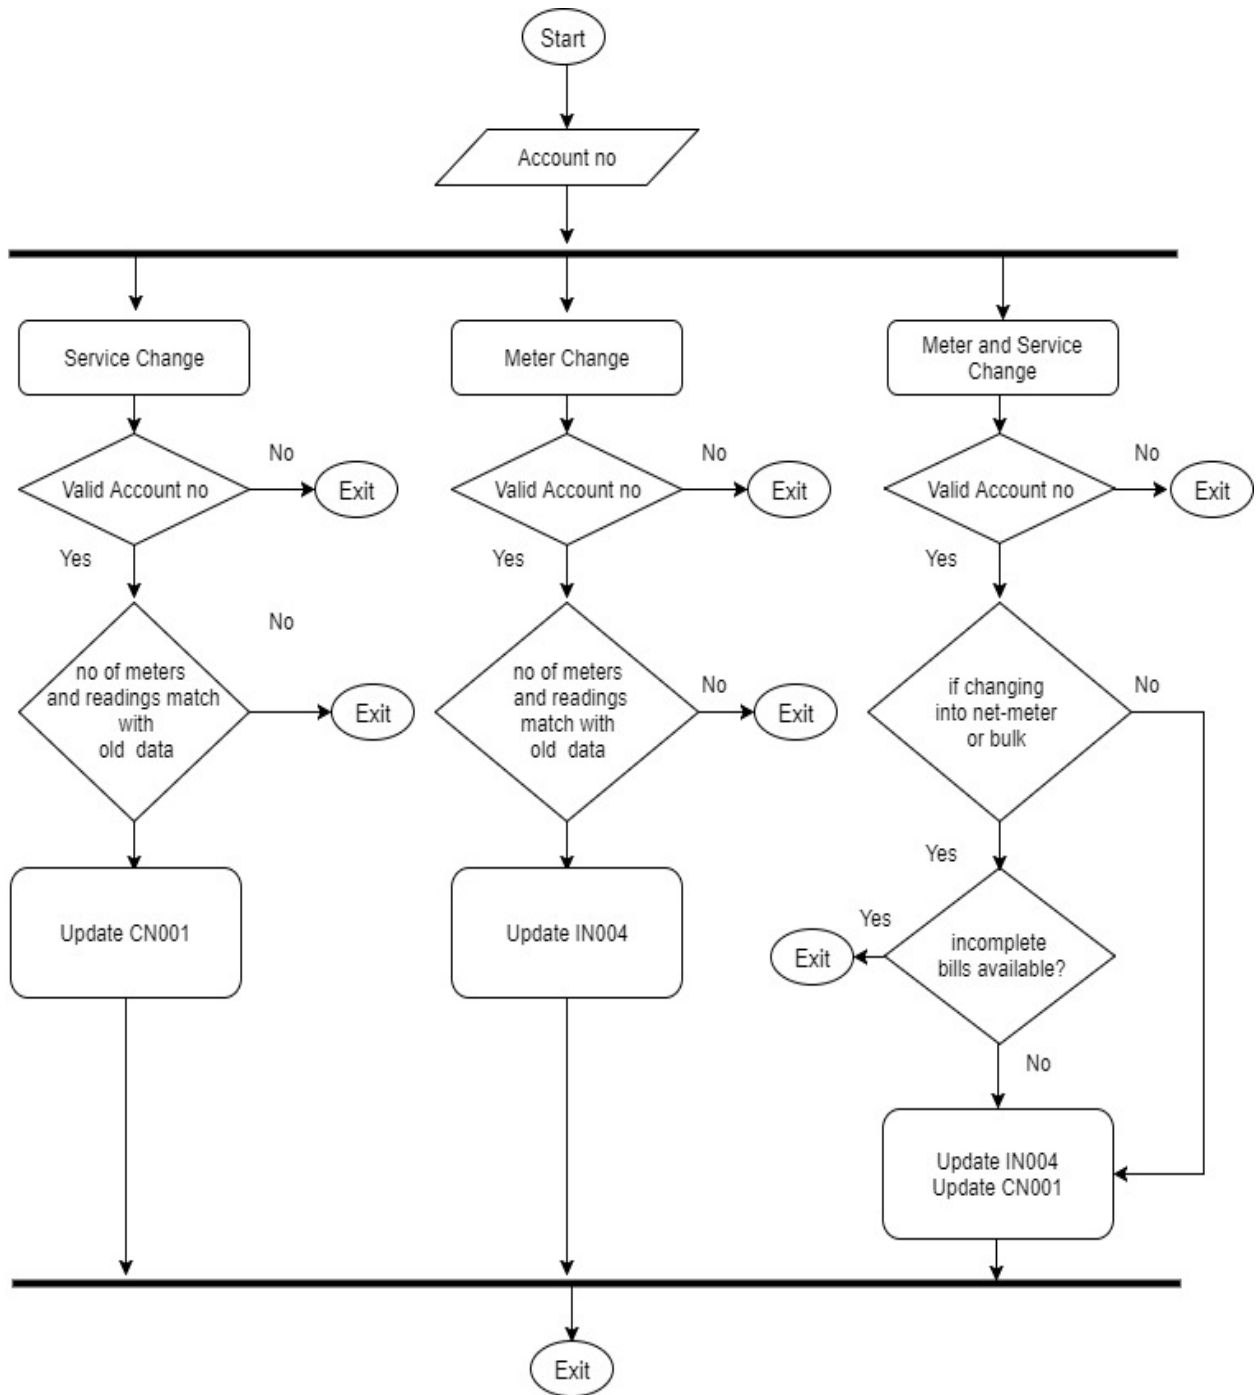 Start
Account no
Service Change
Meter Change
Meter and Service
Change
No
No
No
Valid Account no
Exit
Valid Account no
Exit
Valid Account no
Exit
Yes
Yes
Yes
No
no of meters
and readings match
with
old data
Exit
no of meters
and readings
match with
old data
No
Exit
if changing
into net-meter
or bulk
No
Yes
Update CN001
Update IN004
Yes
Exit
incomplete
bills available?
No
Update IN004
Update CN001
Exit